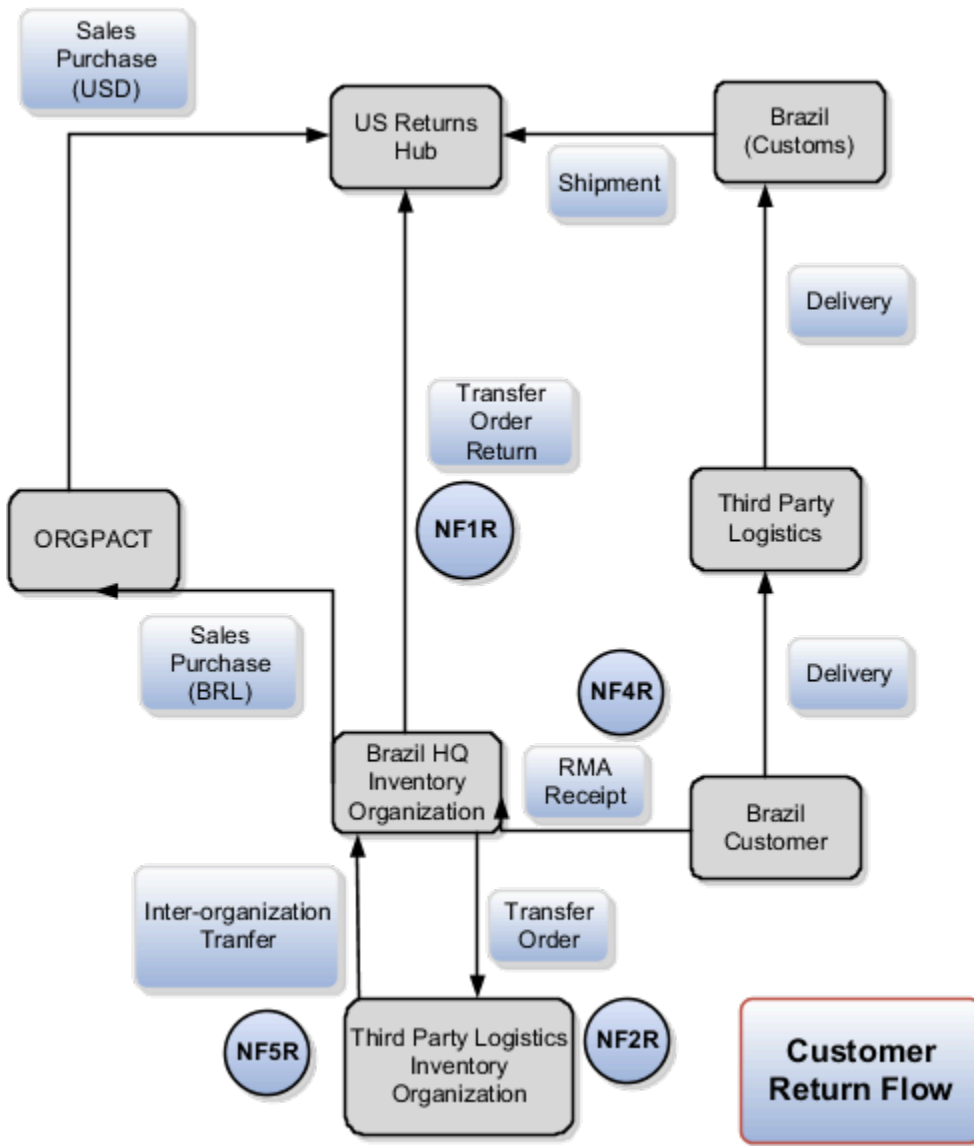 Sales
Purchase
(USD)
US Returns
Hub
Brazil
(Customs)
Shipment
Delivery
Transfer
Order
Return
NF1R
Third Party
Logistics
ORGPACT
Sales
Purchase
(BRL)
NF4R
Delivery
Brazil HQ
Inventory
Organization
RMA
Receipt
Brazil
Customer
Inter-organization
Tranfer
Transfer
Order
NF5R
Third Party Logistics
Inventory
Organization
NF2R
Customer
Return Flow